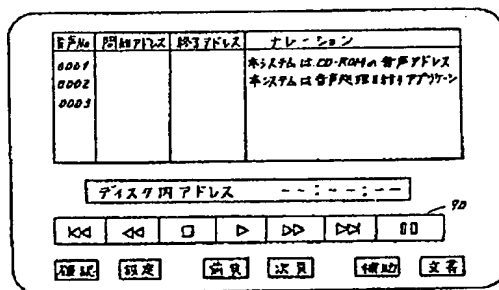 音声No 開始アドレス 終了アドレス ナレーション
0001 本システムは CD-ROMの音声アドレス
0002 本システムは音声処理に対するアプリケーン
0003
ディスク内アドレス --:--:--
90
確認 設定 前頁 次頁 補助 文書